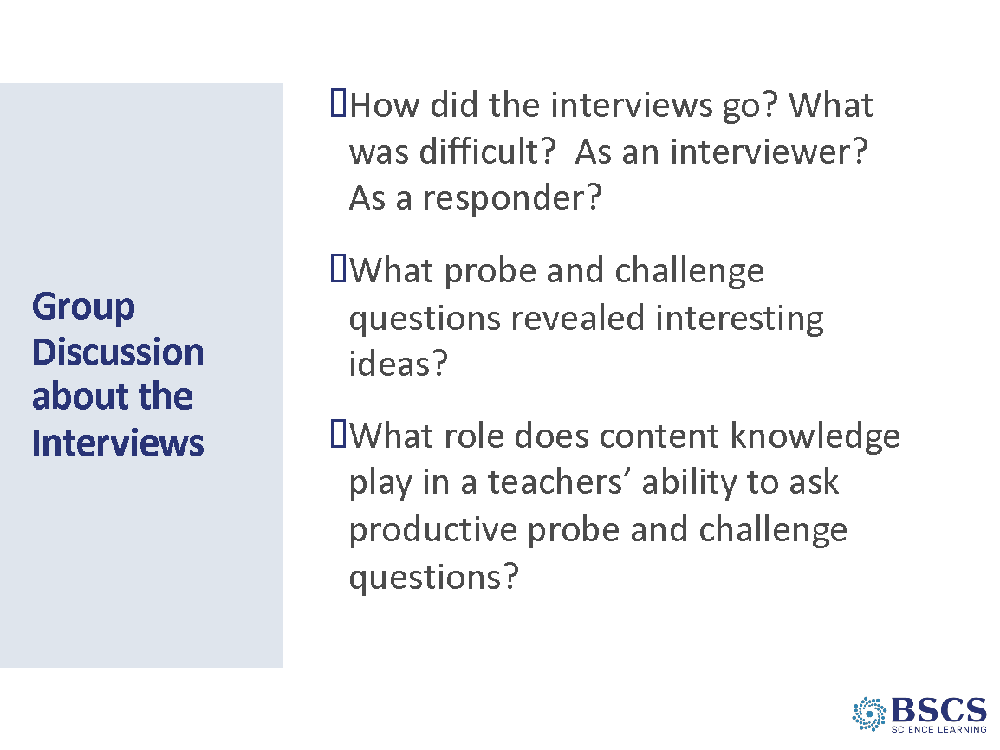 Group
Discussion
about the
Interviews
How did the interviews go? What
was difficult?  As an interviewer?
As a responder?
What probe and challenge
questions revealed interesting
ideas?
What role does content knowledge
play in a teachers’ ability to ask
productive probe and challenge
questions?
BSCS
SCIENCE LEARNING